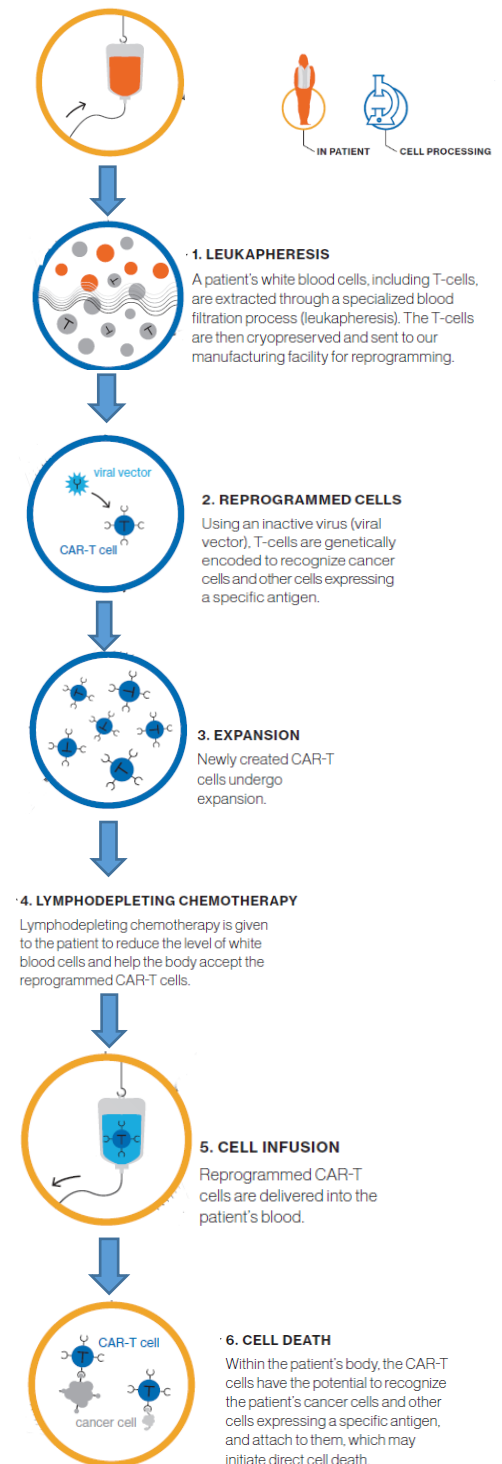 IN PATIENT
CELL PROCESSING
1. LEUKAPHERESIS
A patient's white blood cells, including T-cells,
are extracted through a specialized blood
filtration process (leukapheresis). The T-cells
are then cryopreserved and sent to our
manufacturing facility for reprogramming.
viral vector
T
CAR-T cell
2. REPROGRAMMED CELLS
Using an inactive virus (viral
vector), T-cells are genetically
encoded to recognize cancer
cells and other cells expressing
a specific antigen.
3. EXPANSION
Newly created CAR-T
cells undergo
expansion.
4. LYMPHODEPLETING CHEMOTHERAPY
Lymphodepleting chemotherapy is given
to the patient to reduce the level of white
blood cells and help the body accept the
reprogrammed CAR-T cells.
T
5. CELL INFUSION
Reprogrammed CAR-T
cells are delivered into the
patient's blood.
CAR-T cell
T
T
cancer cell
6. CELL DEATH
Within the patient's body, the CAR-T
cells have the potential to recognize
the patient's cancer cells and other
cells expressing a specific antigen,
and attach to them, which may
initiate direct cell death